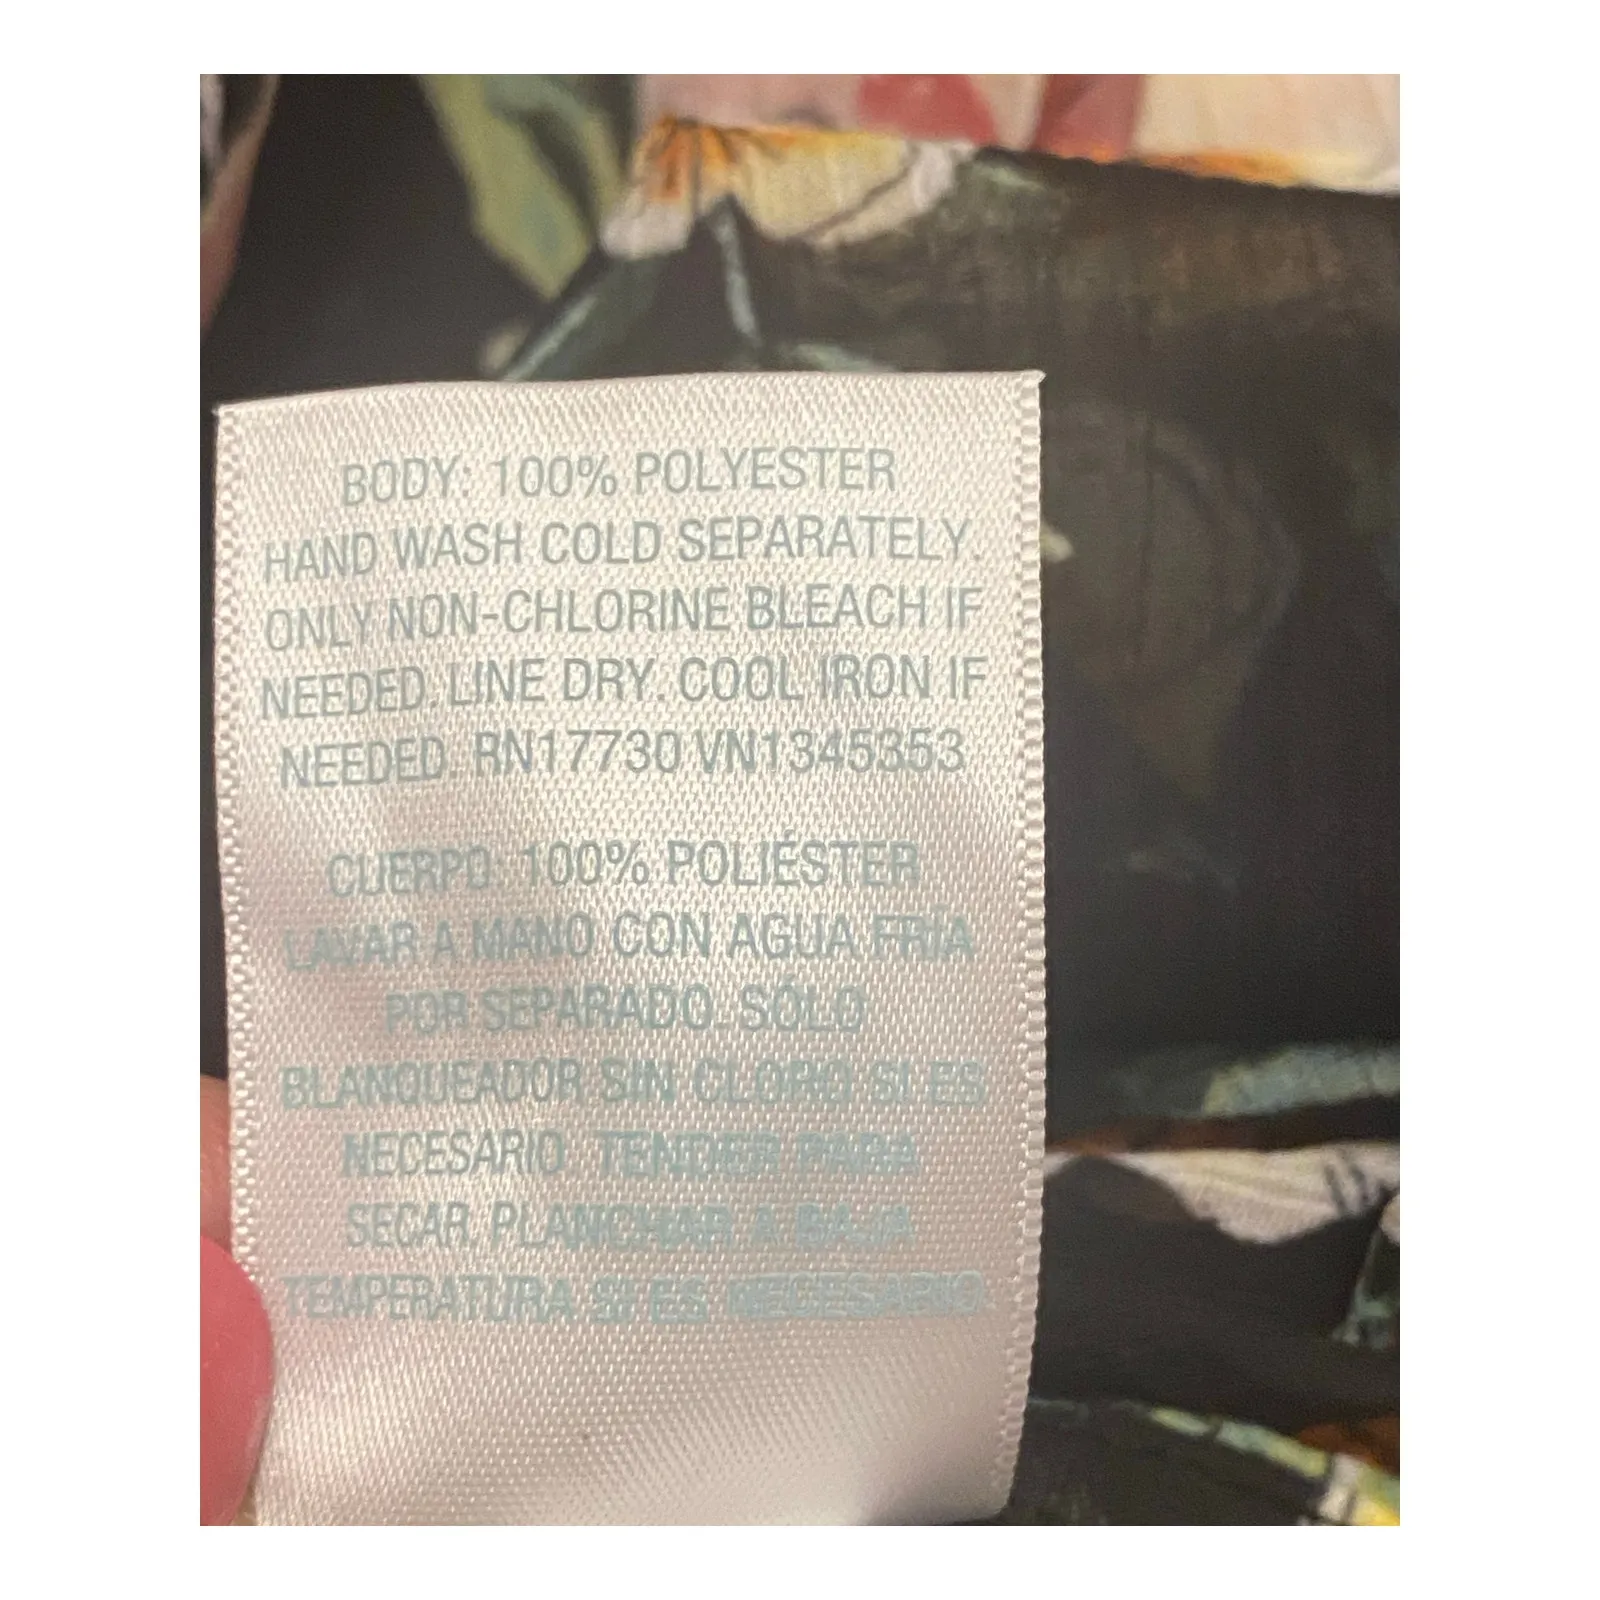 BODY: 100% POLYESTER
HAND WASH COLD SEPARATELY.
ONLY NON-CHLORINE BLEACH IF
NEEDED. LINE DRY. COOL IRON IF
NEEDED. RN17730 VN1345353
CUERPO: 100% POLIÉSTER
LAVAR A MANO CON AGUA FRÍA
POR SEPARADO. SÓLO
BLANQUEADOR SIN CLORO SI ES
NECESARIO. TENDER PARA
SECAR. PLANCHAR A BAJA
TEMPERATURA SI ES NECESARIO